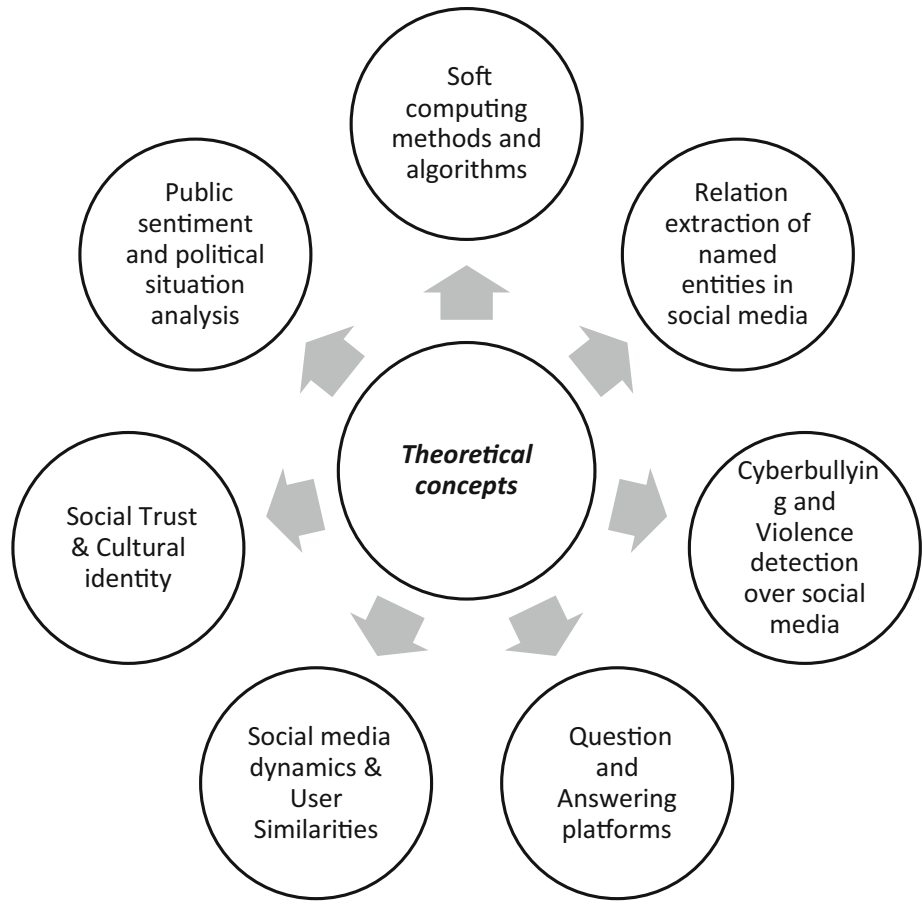 Soft
computing
methods and
algorithms
Relation
extraction of
named
entities in
social media
Cyberbullyin
g and
Violence
detection
over social
media
Question
and
Answering
platforms
Social media
dynamics &
User
Similarities
Social Trust
& Cultural
identity
Public
sentiment
and political
situation
analysis
Theoretical
concepts